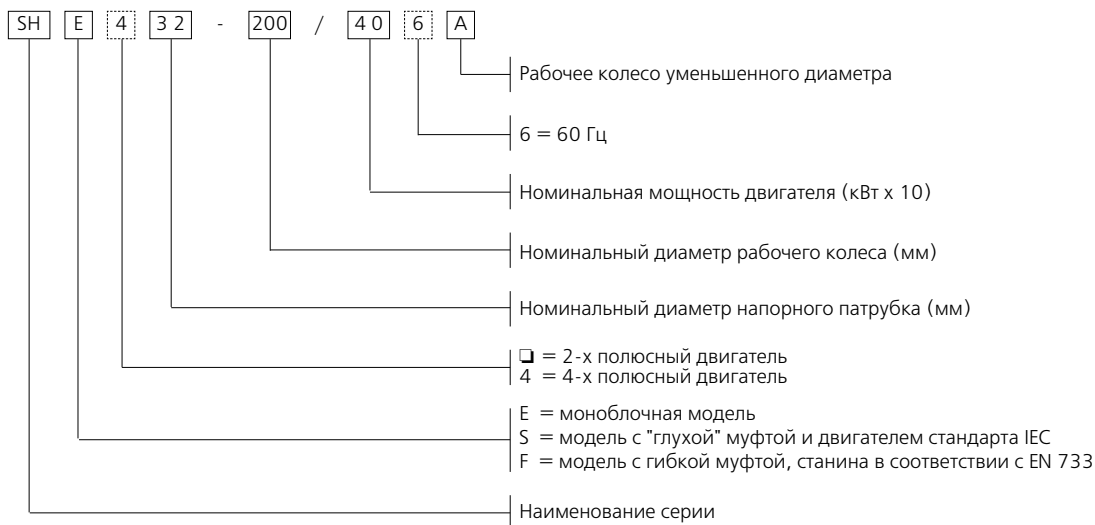 SH E 4 3 2 - 200 / 4 0 6 A
Рабочее колесо уменьшенного диаметра
6 = 60 Гц
Номинальная мощность двигателя (кВт x 10)
Номинальный диаметр рабочего колеса (мм)
Номинальный диаметр напорного патрубка (мм)
❏ = 2-х полюсный двигатель
4 = 4-х полюсный двигатель
E = моноблочная модель
S = модель с "глухой" муфтой и двигателем стандарта IEC
F = модель с гибкой муфтой, станина в соответствии с EN 733
Наименование серии